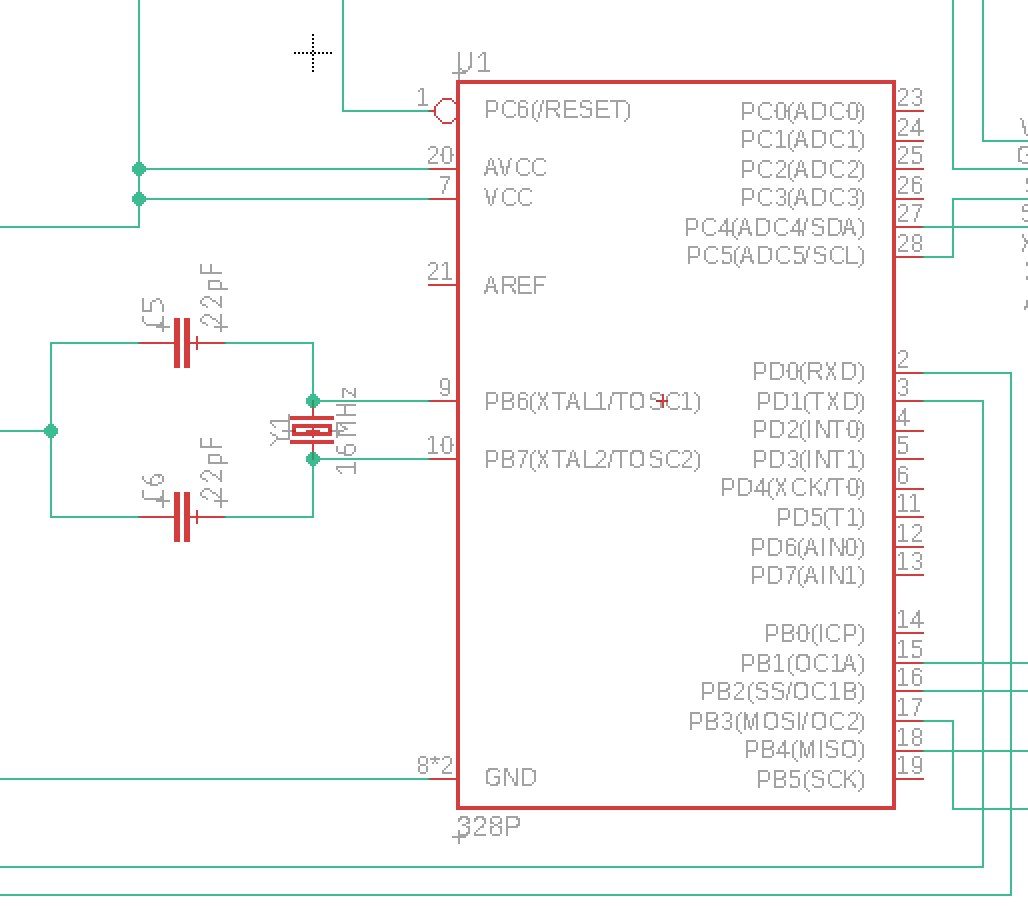 U1
1 PC6(/RESET)
20 AVCC
7 VCC
21 AREF
9 PB6(XTAL1/TOSC1)
10 PB7(XTAL2/TOSC2)
8*2 GND
PC0(ADC0) 23
PC1(ADC1) 24
PC2(ADC2) 25
PC3(ADC3) 26
PC4(ADC4/SDA) 27
PC5(ADC5/SCL) 28
PD0(RXD) 2
PD1(TXD) 3
PD2(INT0) 4
PD3(INT1) 5
PD4(XCK/T0) 6
PD5(T1) 11
PD6(AIN0) 12
PD7(AIN1) 13
PB0(ICP) 14
PB1(OC1A) 15
PB2(SS/OC1B) 16
PB3(MOSI/OC2) 17
PB4(MISO) 18
PB5(SCK) 19
328P
C5
22pF
C6
22pF
Y1
16MHz